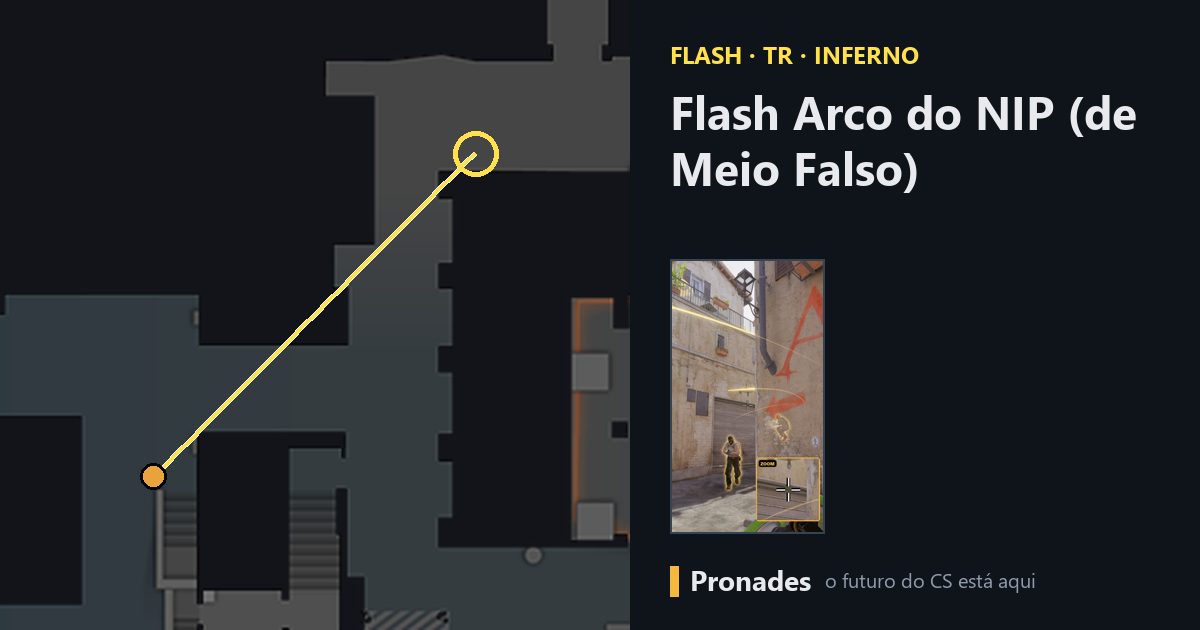 FLASH · TR · INFERNO
Flash Arco do NIP (de
Meio Falso)
ZOOM
Pronades o futuro do CS está aqui